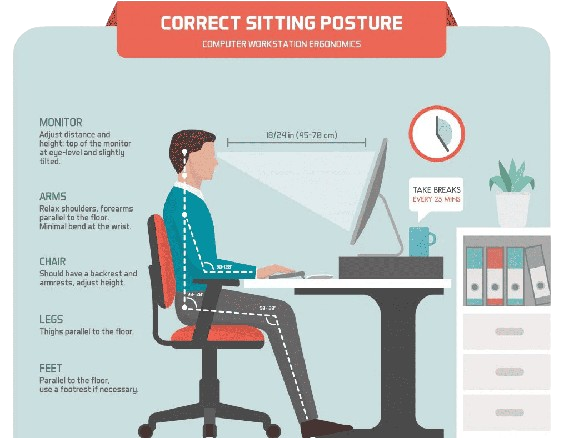 CORRECT SITTING POSTURE
COMPUTER WORKSTATION ERGONOMICS
MONITOR
Adjust distance and
height: top of the monitor
at eye-level and slightly
tilted.
18/24 in (45-70 cm)
TAKE BREAKS
EVERY 25 MINS
ARMS
Relax shoulders, forearms
parallel to the floor.
Minimal bend at the wrist.
CHAIR
Should have a backrest and
armrests, adjust height.
LEGS
Thighs parallel to the floor.
FEET
Parallel to the floor,
use a footrest if necessary.